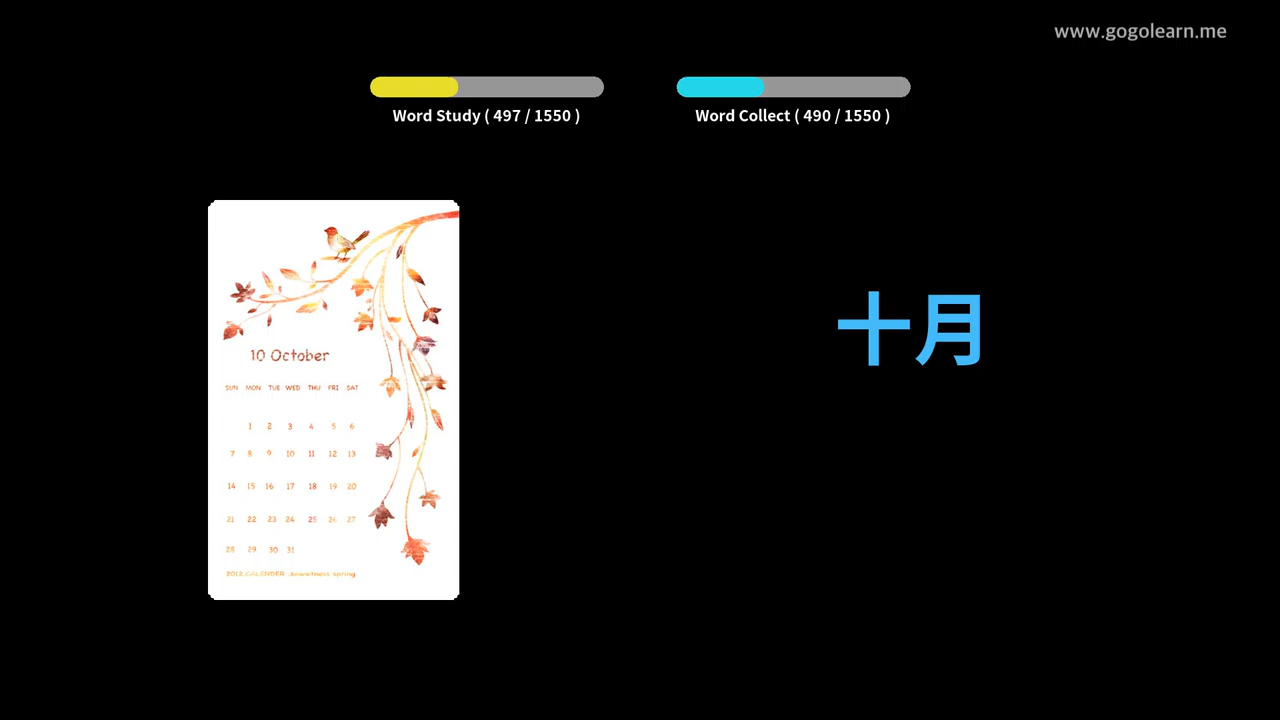 www.gogolearn.me
Word Study ( 497 / 1550 )
Word Collect ( 490 / 1550 )
十月
10 October
SUN MON TUE WED THU FRI SAT
1 2 3 4 5 6
7 8 9 10 11 12 13
14 15 16 17 18 19 20
21 22 23 24 25 26 27
28 29 30 31
2012.CALENDER spring